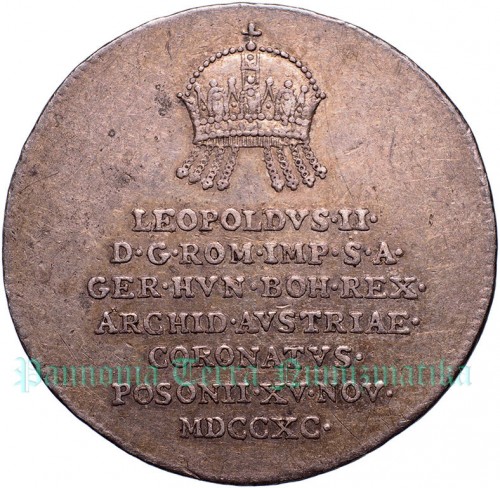 LEOPOLDVS·II·
D·G·ROM·IMP·S·A·
GER·HVN·BOH·REX·
ARCHID·AVSTRIAE·
CORONATVS·
Pannonia Terra Numizmatika
POSONII·XV·NOV·
MDCCXC·